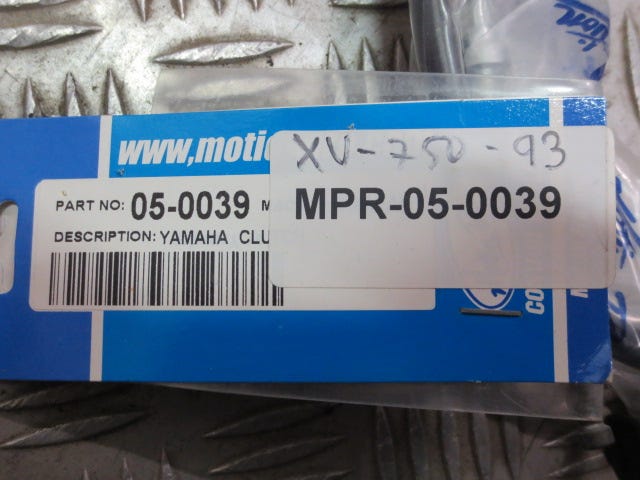 www.motio
XV-750-93
PART NO: 05-0039 M
MPR-05-0039
DESCRIPTION: YAMAHA CLU